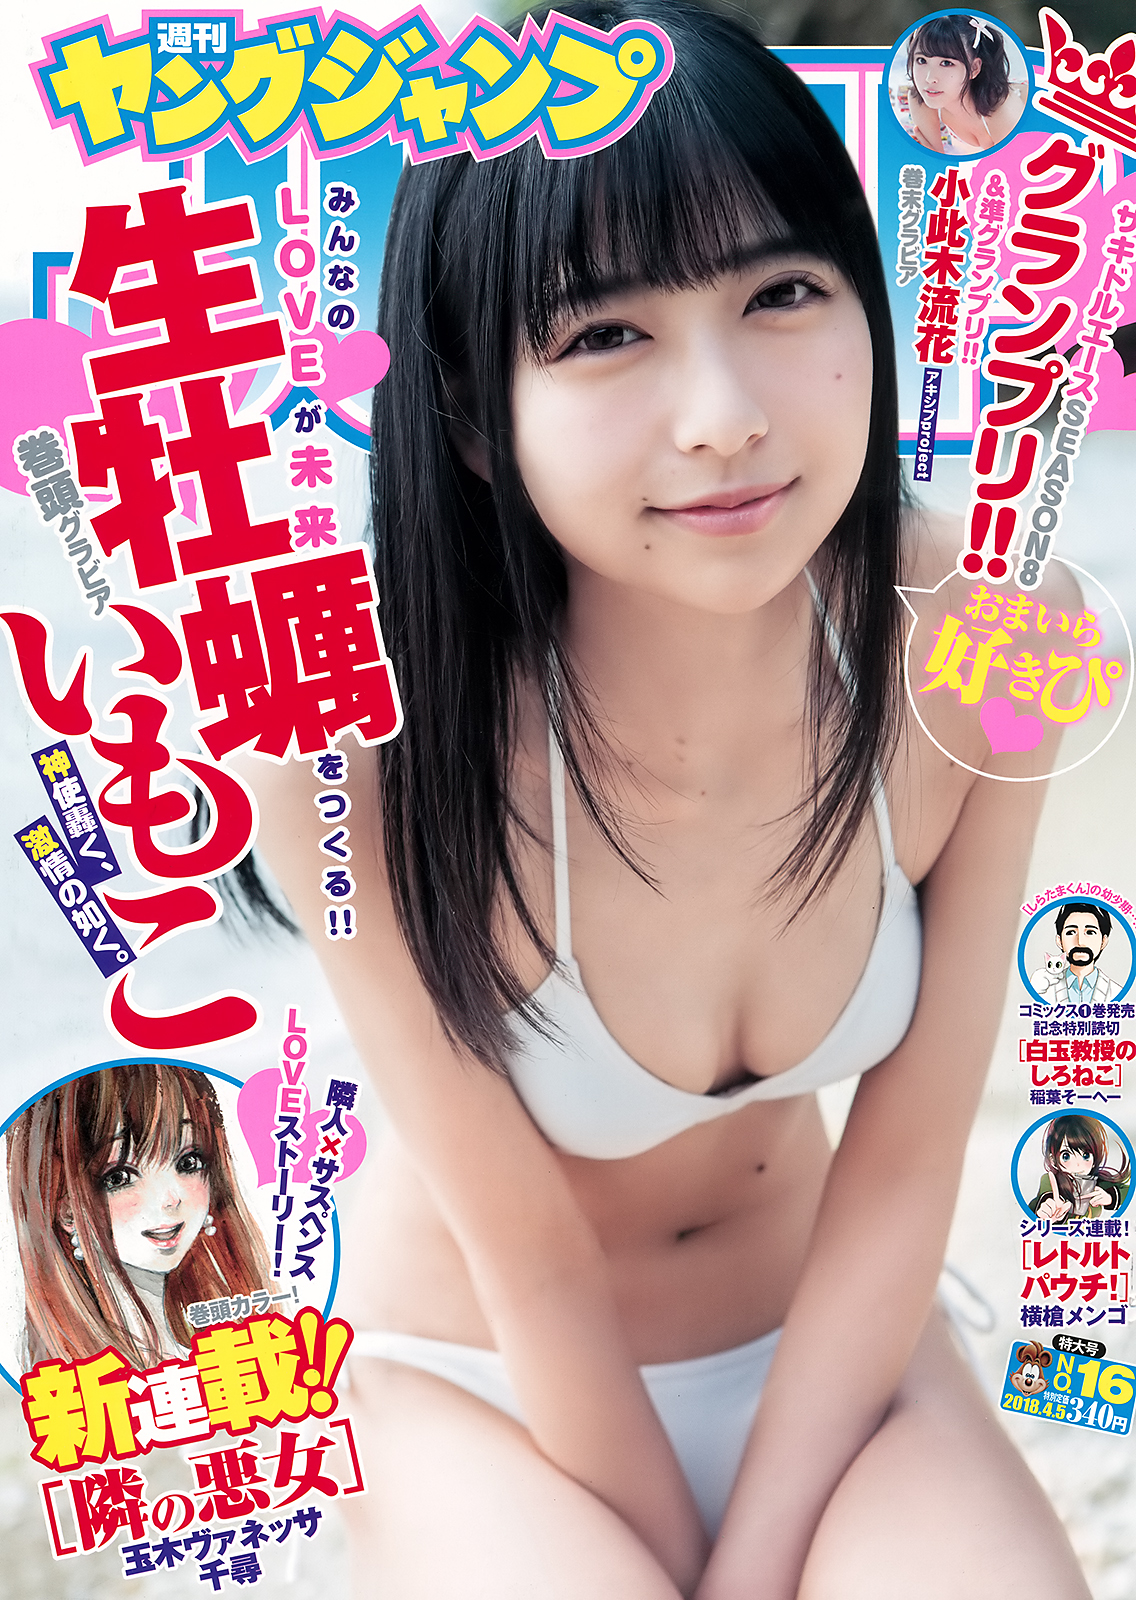 週刊
ヤングジャンプ
サキドルエースSEASON8
グランプリ!!
&準グランプリ!!
小此木流花
アキシブproject
巻末グラビア
おまいら
好きぴ
みんなの
LOVEが未来
をつくる!!
生牡蠣
いもこ
巻頭グラビア
神使轟く、
激情の如く。
[しらたまくん]の幼少期…
コミックス❶巻発売
記念特別読切
[白玉教授の
しろねこ]
稲葉そーへー
シリーズ連載!
[レトルト
パウチ!]
横槍メンゴ
隣人×サスペンス
LOVEストーリー!
巻頭カラー!
新連載!!
[隣の悪女]
玉木ヴァネッサ
千尋
特大号
NO.16
2018.4.5
特別定価
340円